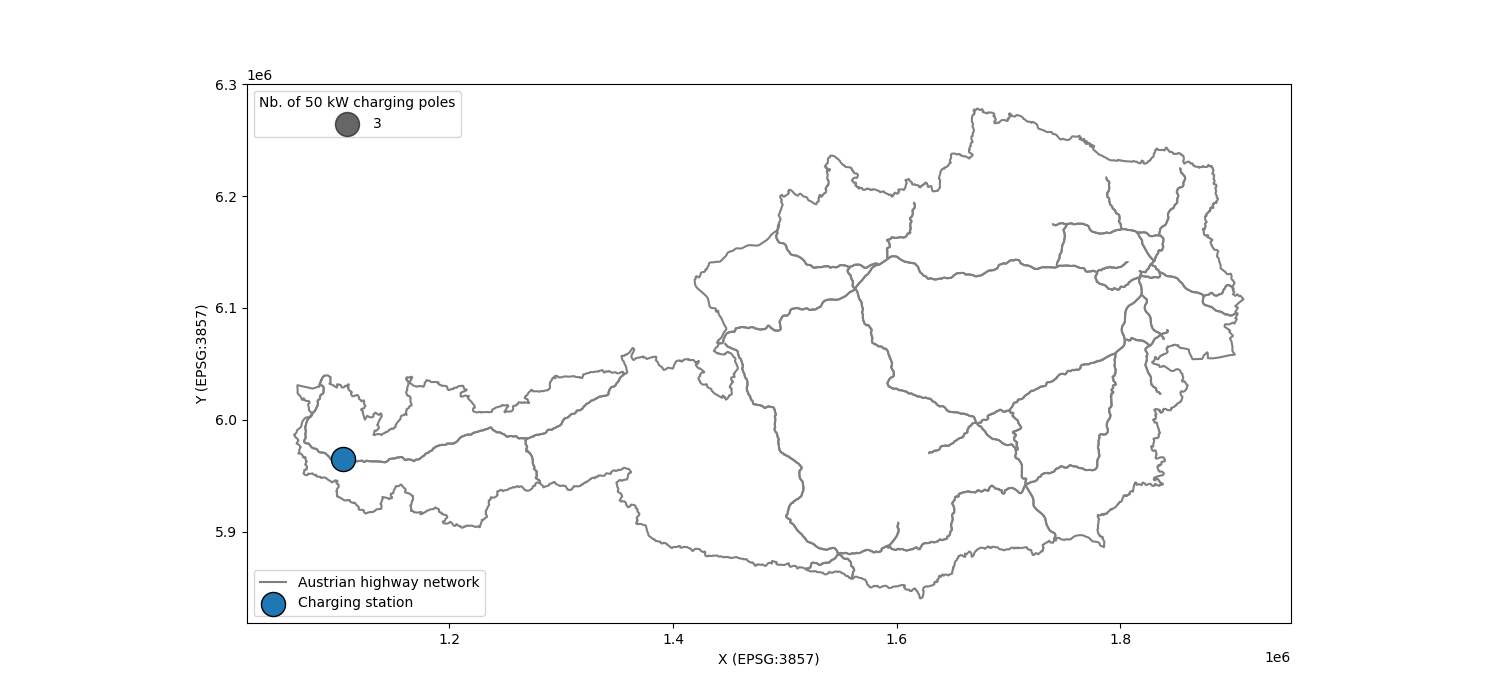 1e6
6.3
Nb. of 50 kW charging poles
3
6.2
6.1
Y (EPSG:3857)
6.0
5.9
Austrian highway network
Charging station
1.2
1.4
1.6
1.8
X (EPSG:3857)
1e6